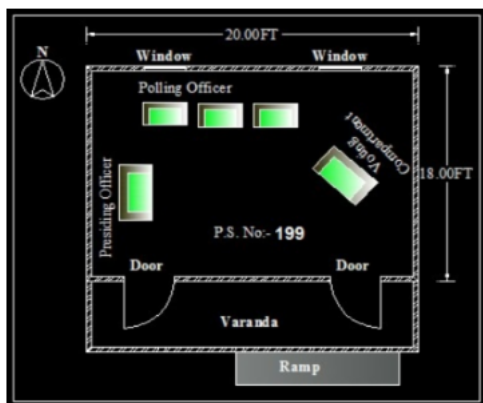 20.00FT
N
Window
Window
Polling Officer
Voting
Compartment
18.00FT
Presiding Officer
P.S. No:- 199
Door
Door
Varanda
Ramp